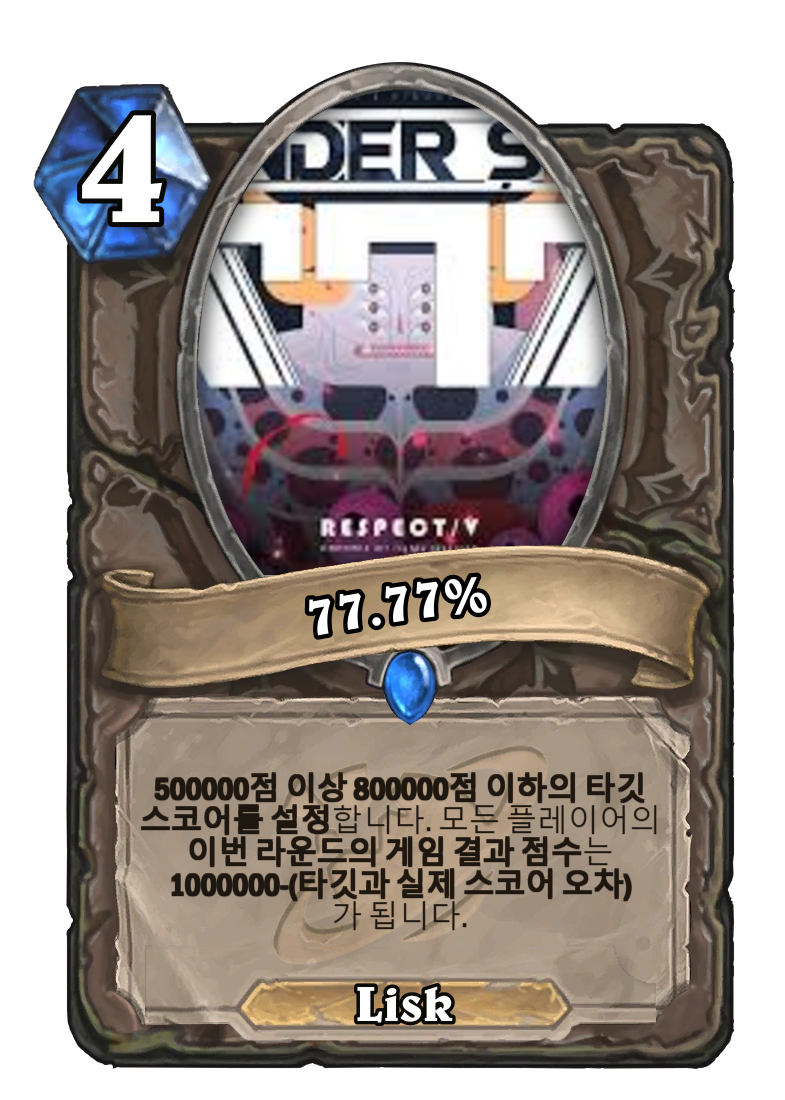 4
NDER S
RESPECT/V
77.77%
500000점 이상 800000점 이하의 타깃
스코어를 설정합니다. 모든 플레이어의
이번 라운드의 게임 결과 점수는
1000000-(타깃과 실제 스코어 오차)
가 됩니다.
Lisk